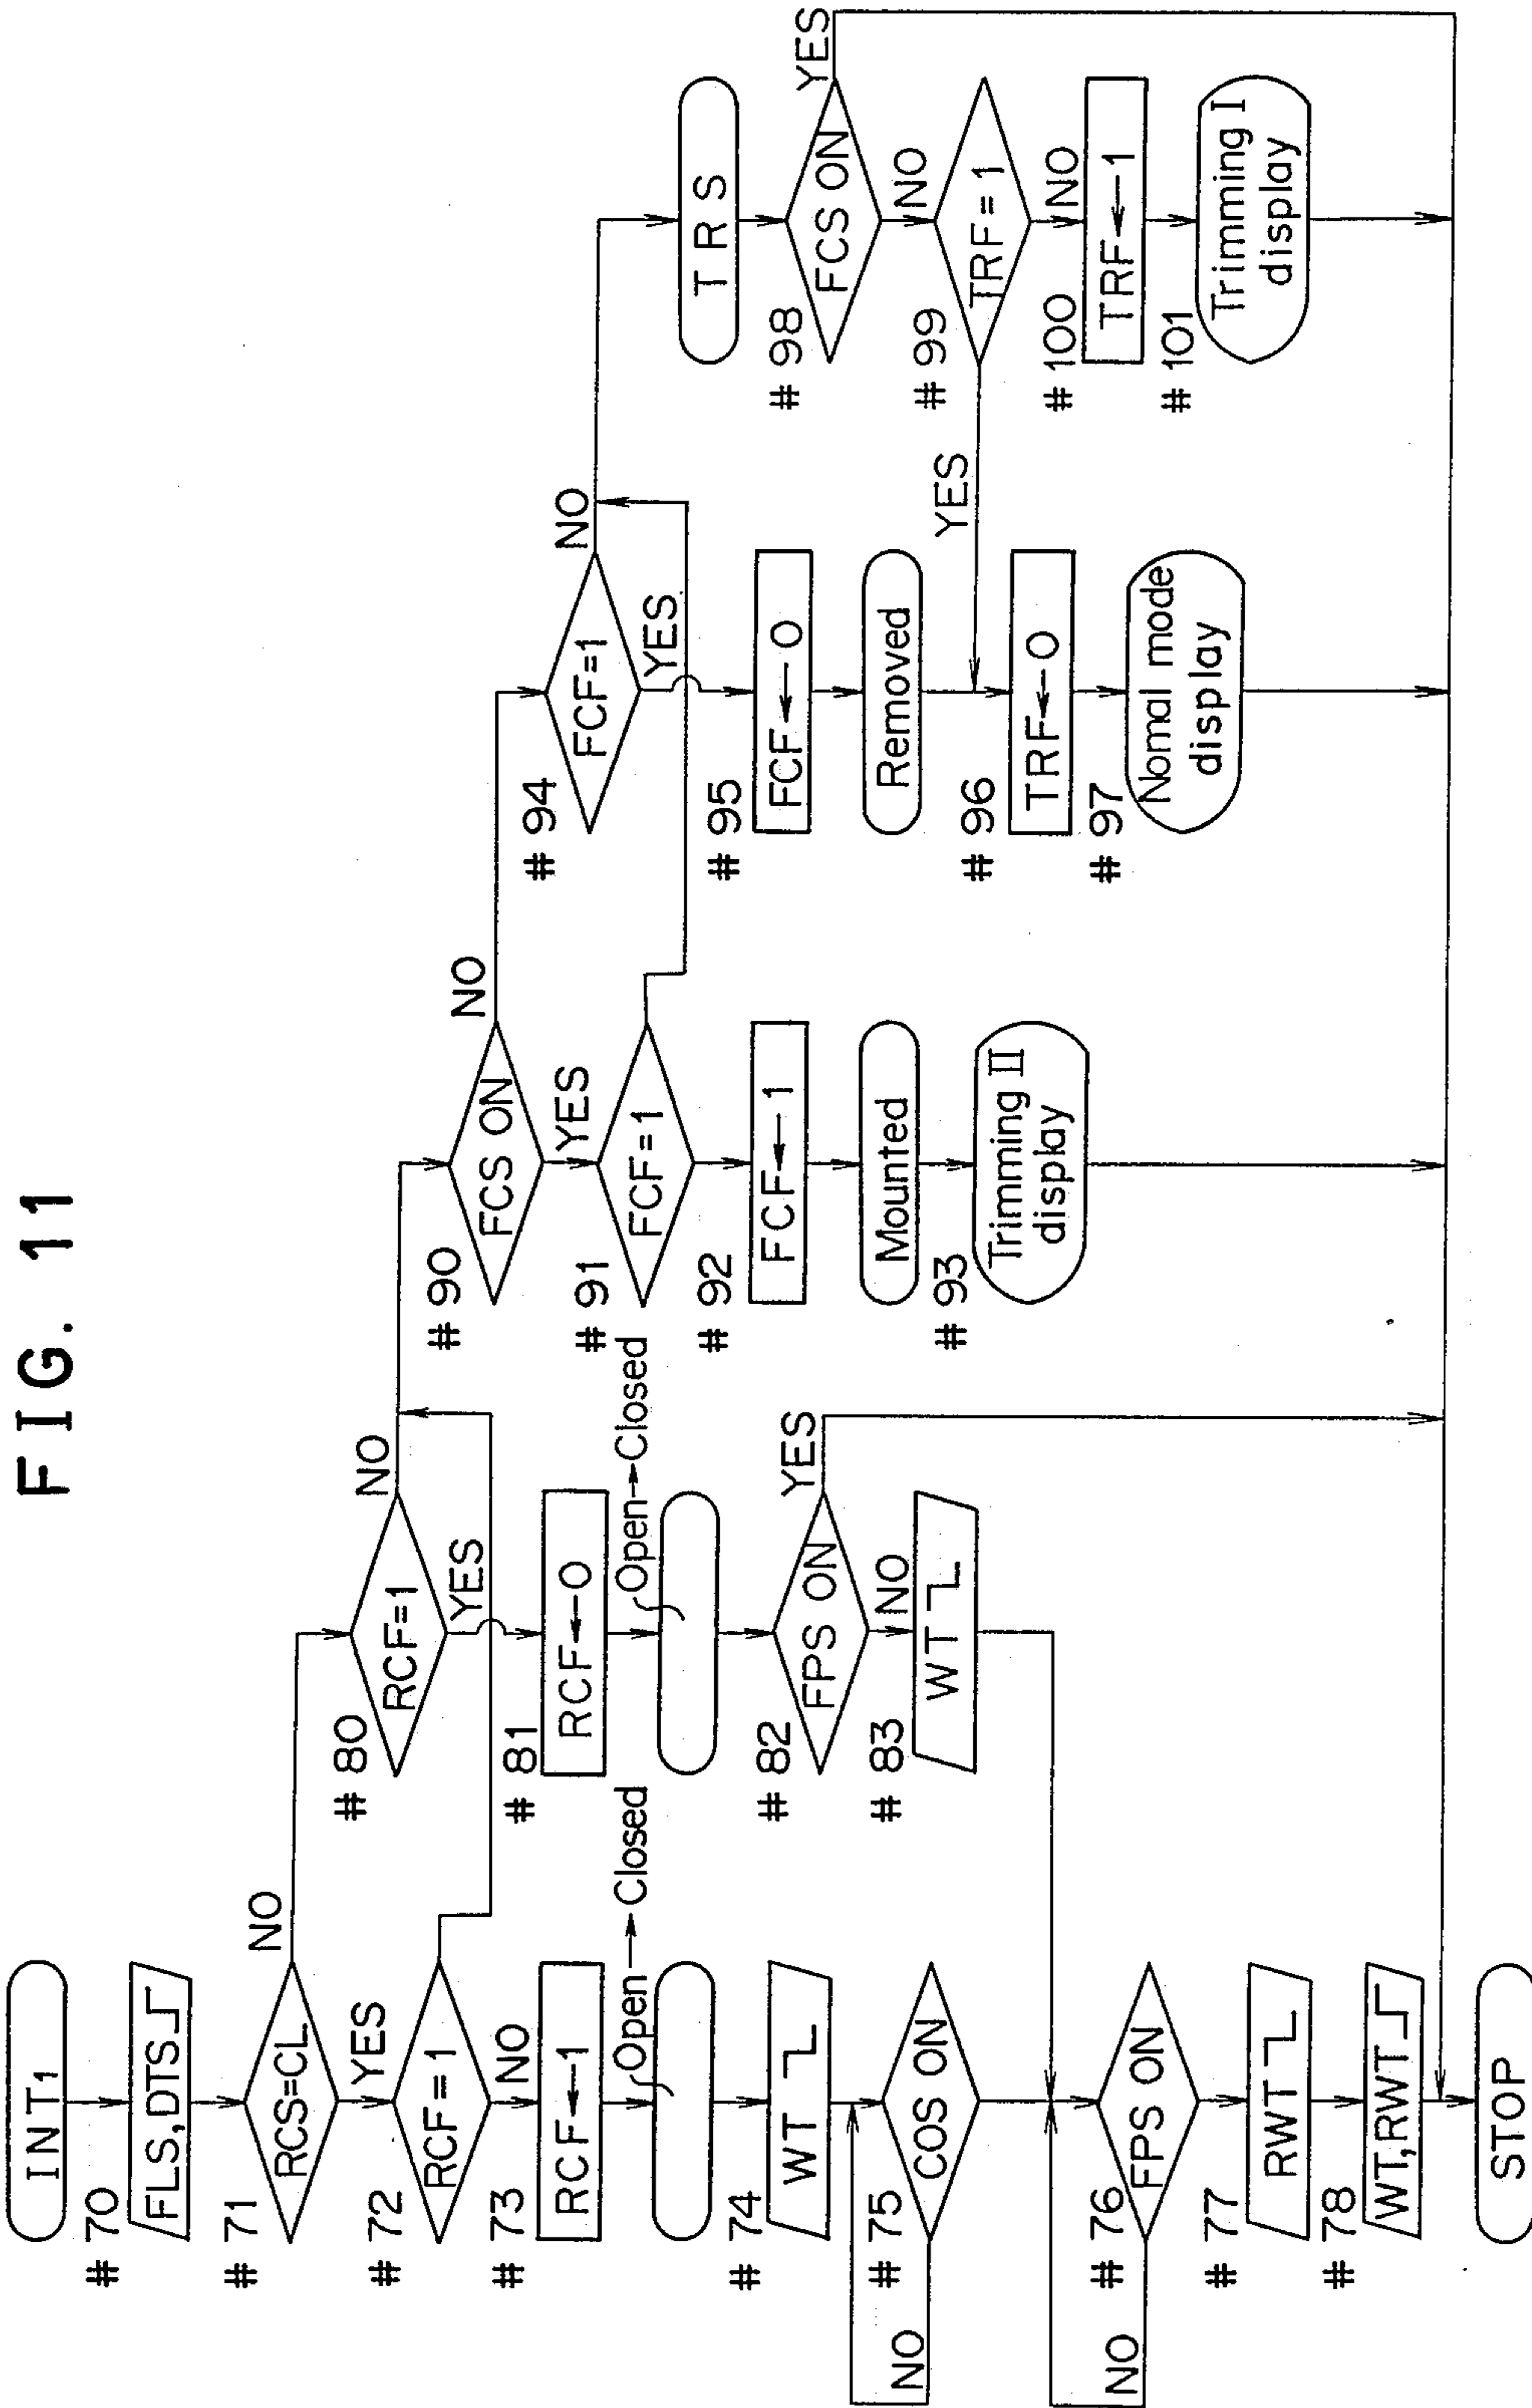 FIG. 11
INT1
#70
FLS,DTS
#71
RCS=CL
NO
YES
#72
RCF=1
NO
#73
RCF←1
Open→Closed
#74
WT
#75
COS ON
NO
#76
FPS ON
NO
#77
RWT
#78
WT,RWT
STOP
#80
RCF=1
NO
YES
#81
RCF←0
Open→Closed
#82
FPS ON
YES
NO
#83
WT
#90
FCS ON
NO
YES
#91
FCF=1
#92
FCF←1
Mounted
#93
Trimming II
display
#94
FCF=1
NO
YES
#95
FCF←0
Removed
#96
TRF←0
#97
Nomal mode
display
TRS
#98
FCS ON
YES
NO
#99
TRF=1
YES
NO
#100
TRF←1
#101
Trimming I
display